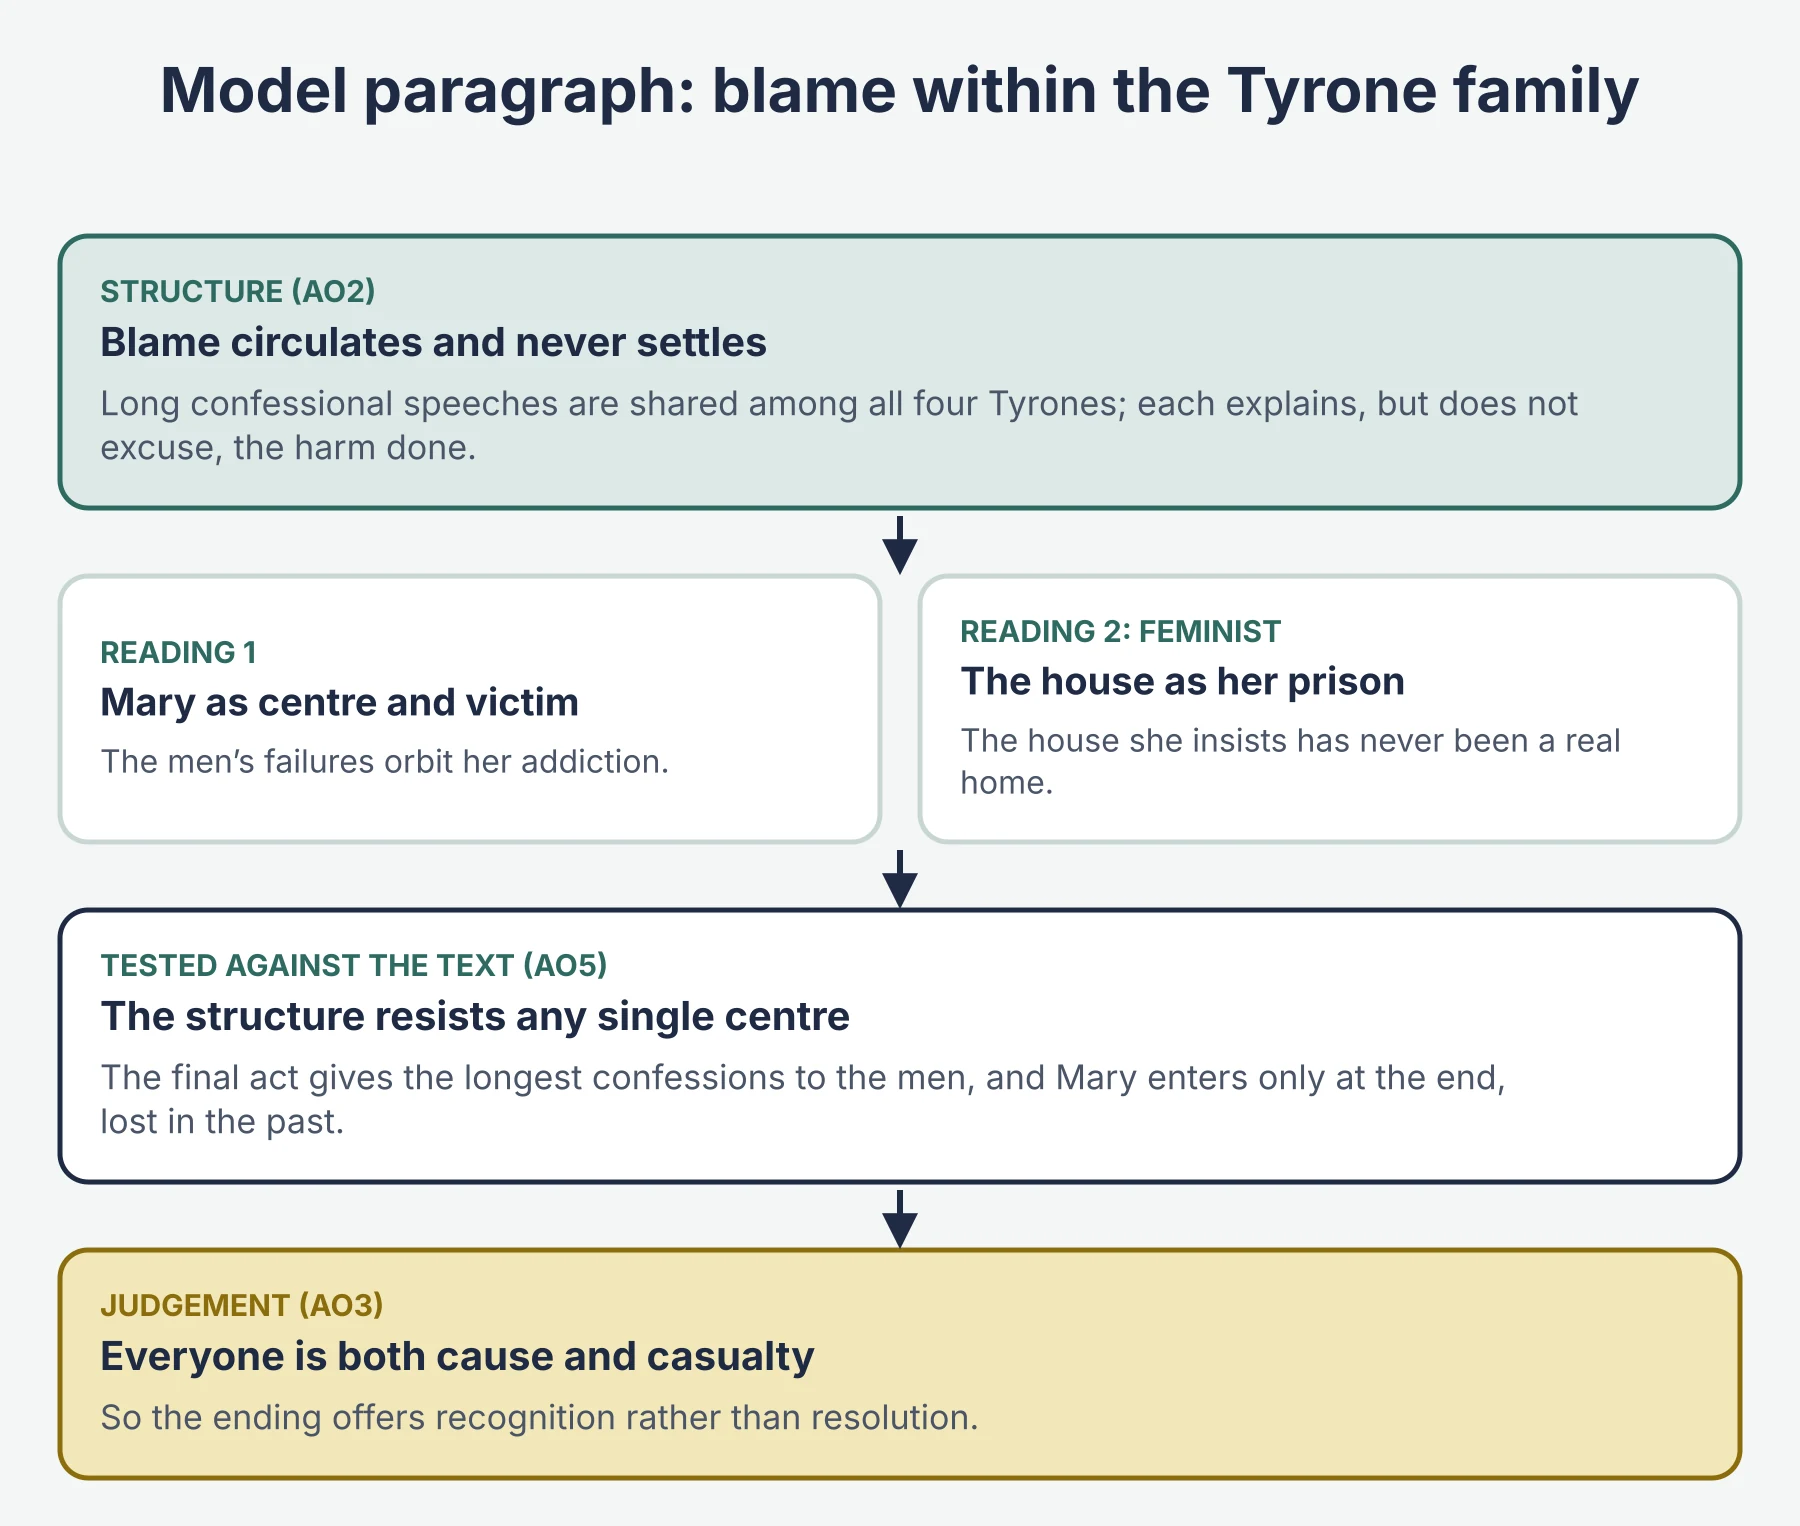 Model paragraph: blame within the Tyrone family
STRUCTURE (AO2)
Blame circulates and never settles
Long confessional speeches are shared among all four Tyrones; each explains, but does not
excuse, the harm done.
READING 1
Mary as centre and victim
The men’s failures orbit her addiction.
READING 2: FEMINIST
The house as her prison
The house she insists has never been a real
home.
TESTED AGAINST THE TEXT (AO5)
The structure resists any single centre
The final act gives the longest confessions to the men, and Mary enters only at the end,
lost in the past.
JUDGEMENT (AO3)
Everyone is both cause and casualty
So the ending offers recognition rather than resolution.